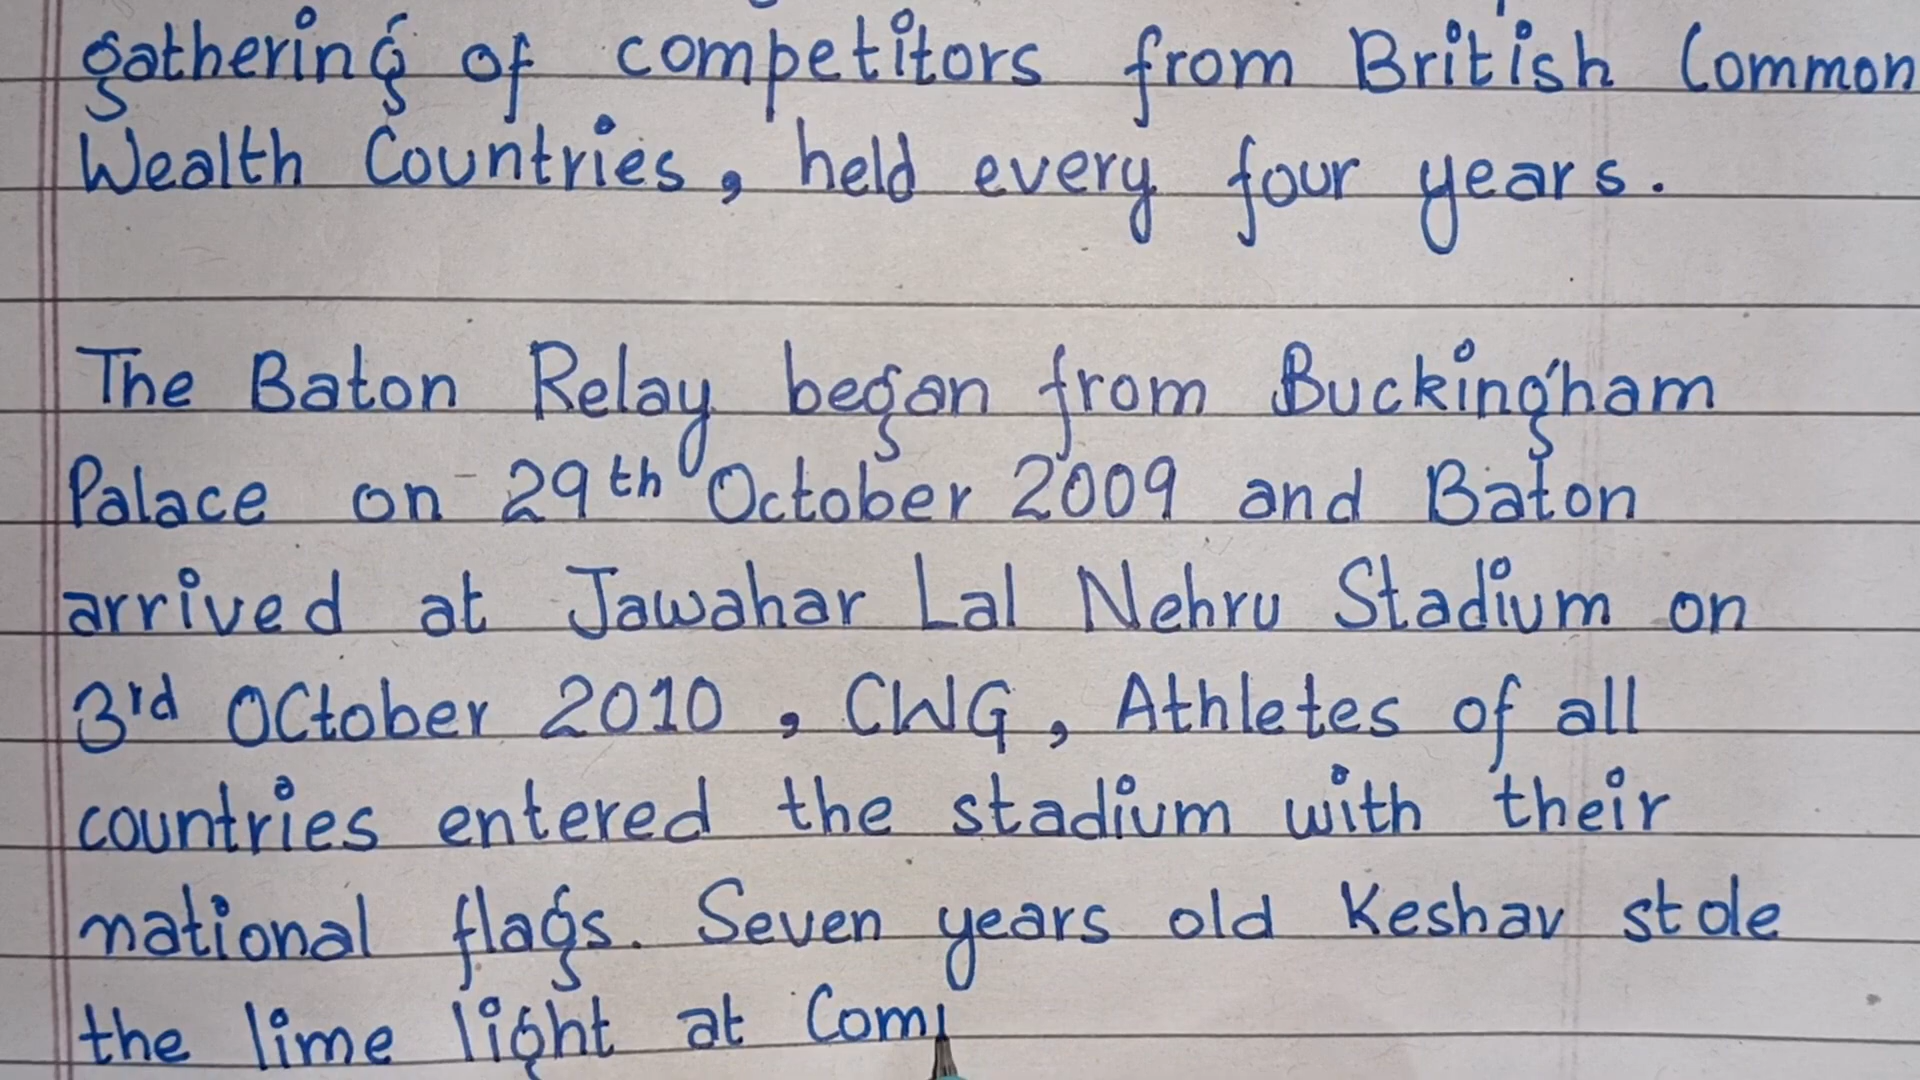 gathering of competitors from British Common
Wealth Countries, held every four years.
The Baton Relay began from Buckingham
Palace on 29th October 2009 and Baton
arrived at Jawahar Lal Nehru Stadium on
3rd October 2010, CWG, Athletes of all
countries entered the stadium with their
national flags. Seven years old Keshav stole
the lime light at Com